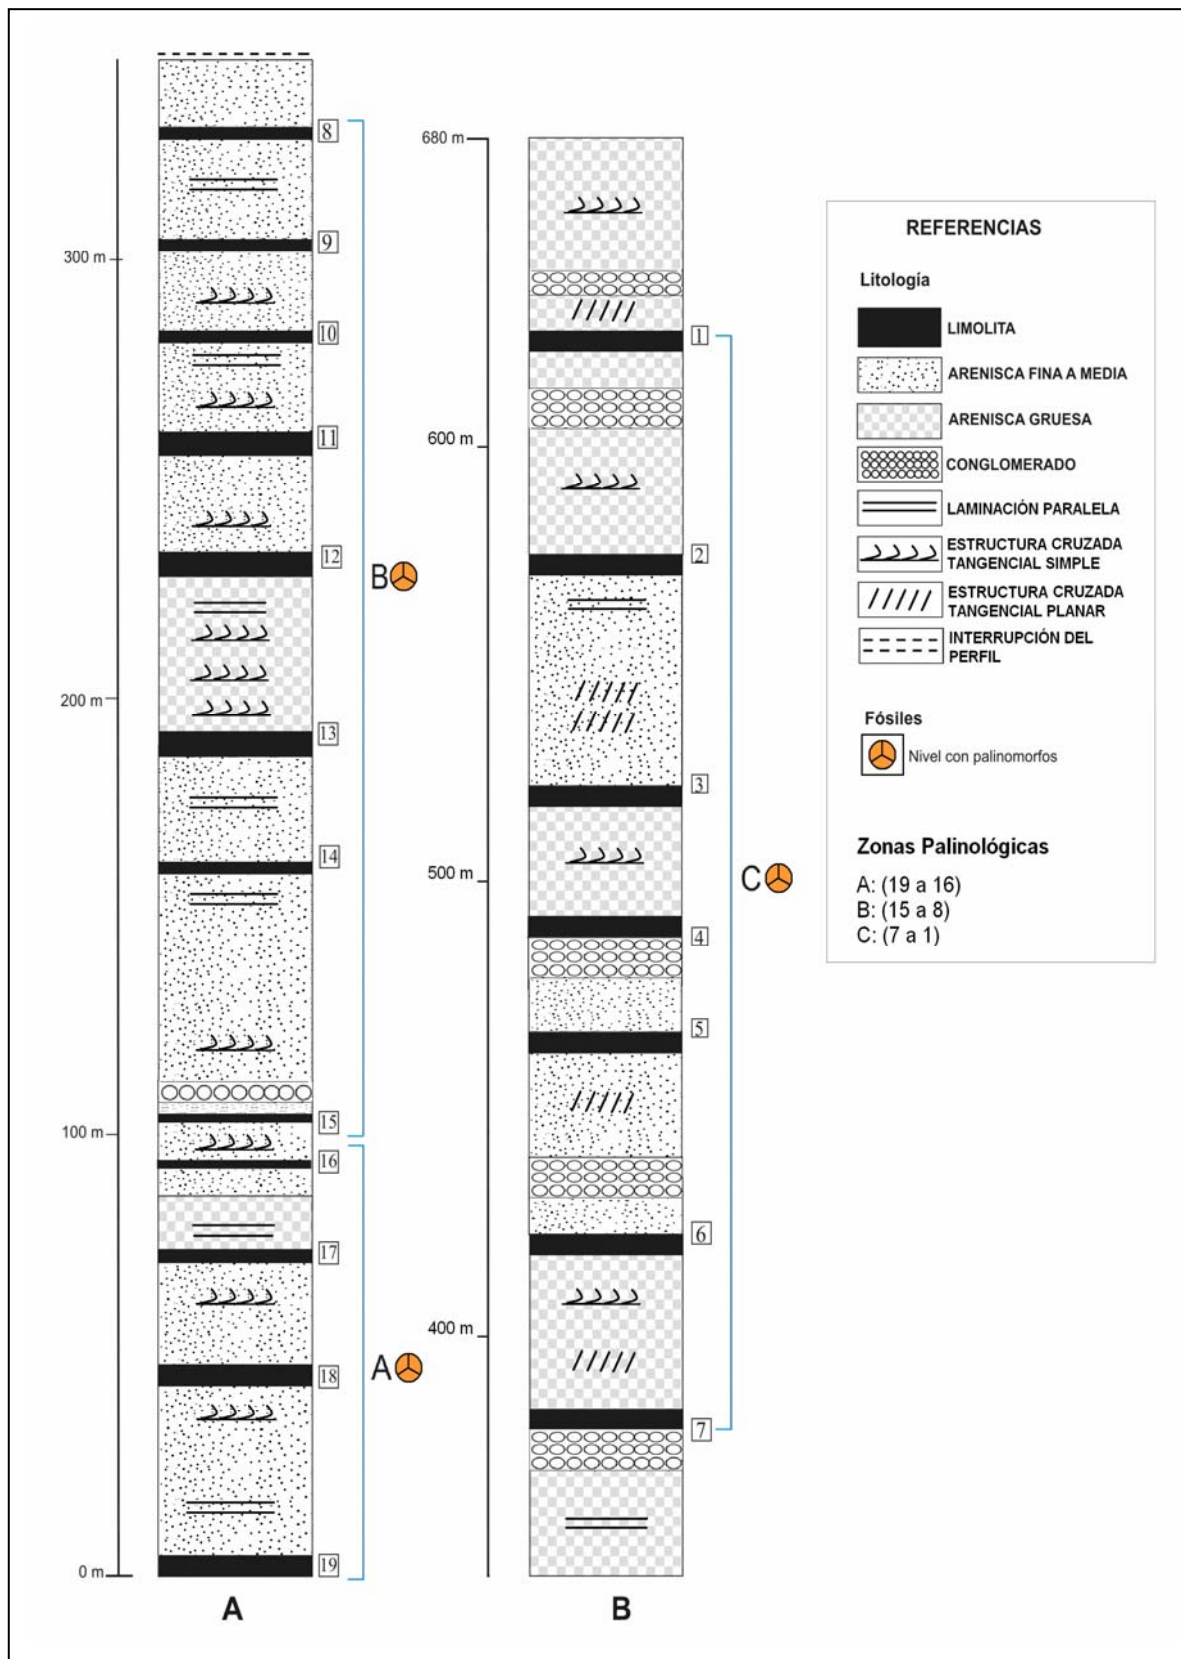 8
9
300 m
10
11
12
B
200 m
13
14
15
100 m
16
17
18
A
0 m
19
A
680 m
1
600 m
2
3
C
500 m
4
5
6
400 m
7
B
REFERENCIAS
Litología
LIMOLITA
ARENISCA FINA A MEDIA
ARENISCA GRUESA
CONGLOMERADO
LAMINACIÓN PARALELA
ESTRUCTURA CRUZADA
TANGENCIAL SIMPLE
ESTRUCTURA CRUZADA
TANGENCIAL PLANAR
INTERRUPCIÓN DEL
PERFIL
Fósiles
Nivel con palinomorfos
Zonas Palinológicas
A: (19 a 16)
B: (15 a 8)
C: (7 a 1)